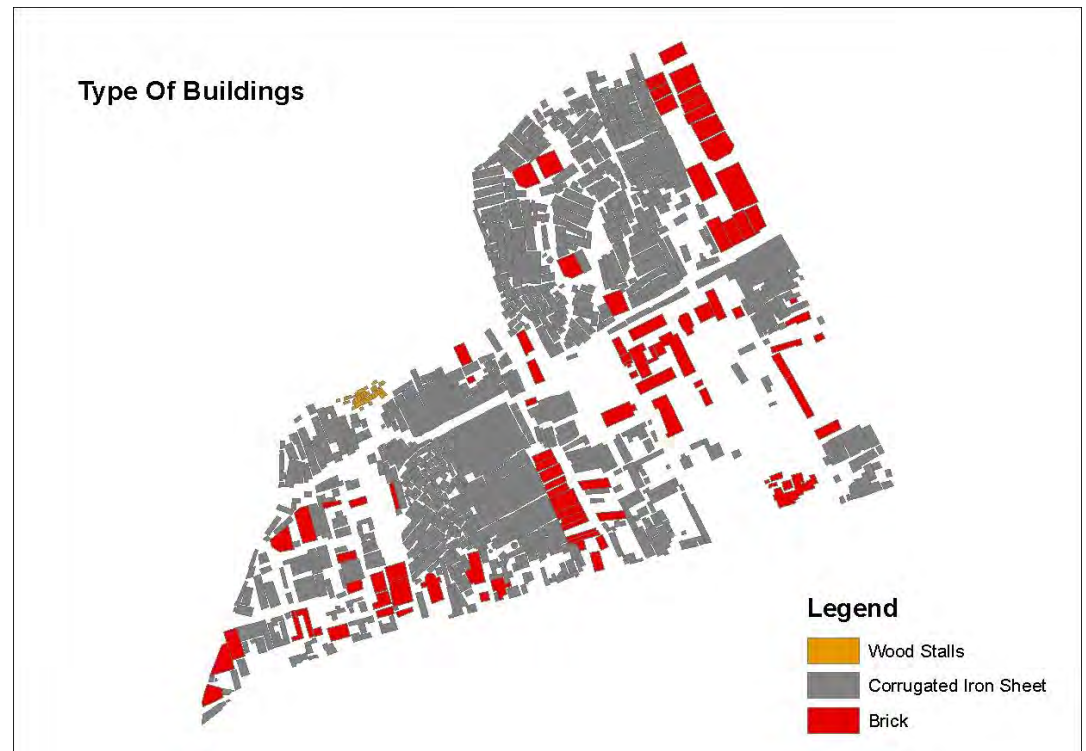 Type Of Buildings
Legend
Wood Stalls
Corrugated Iron Sheet
Brick